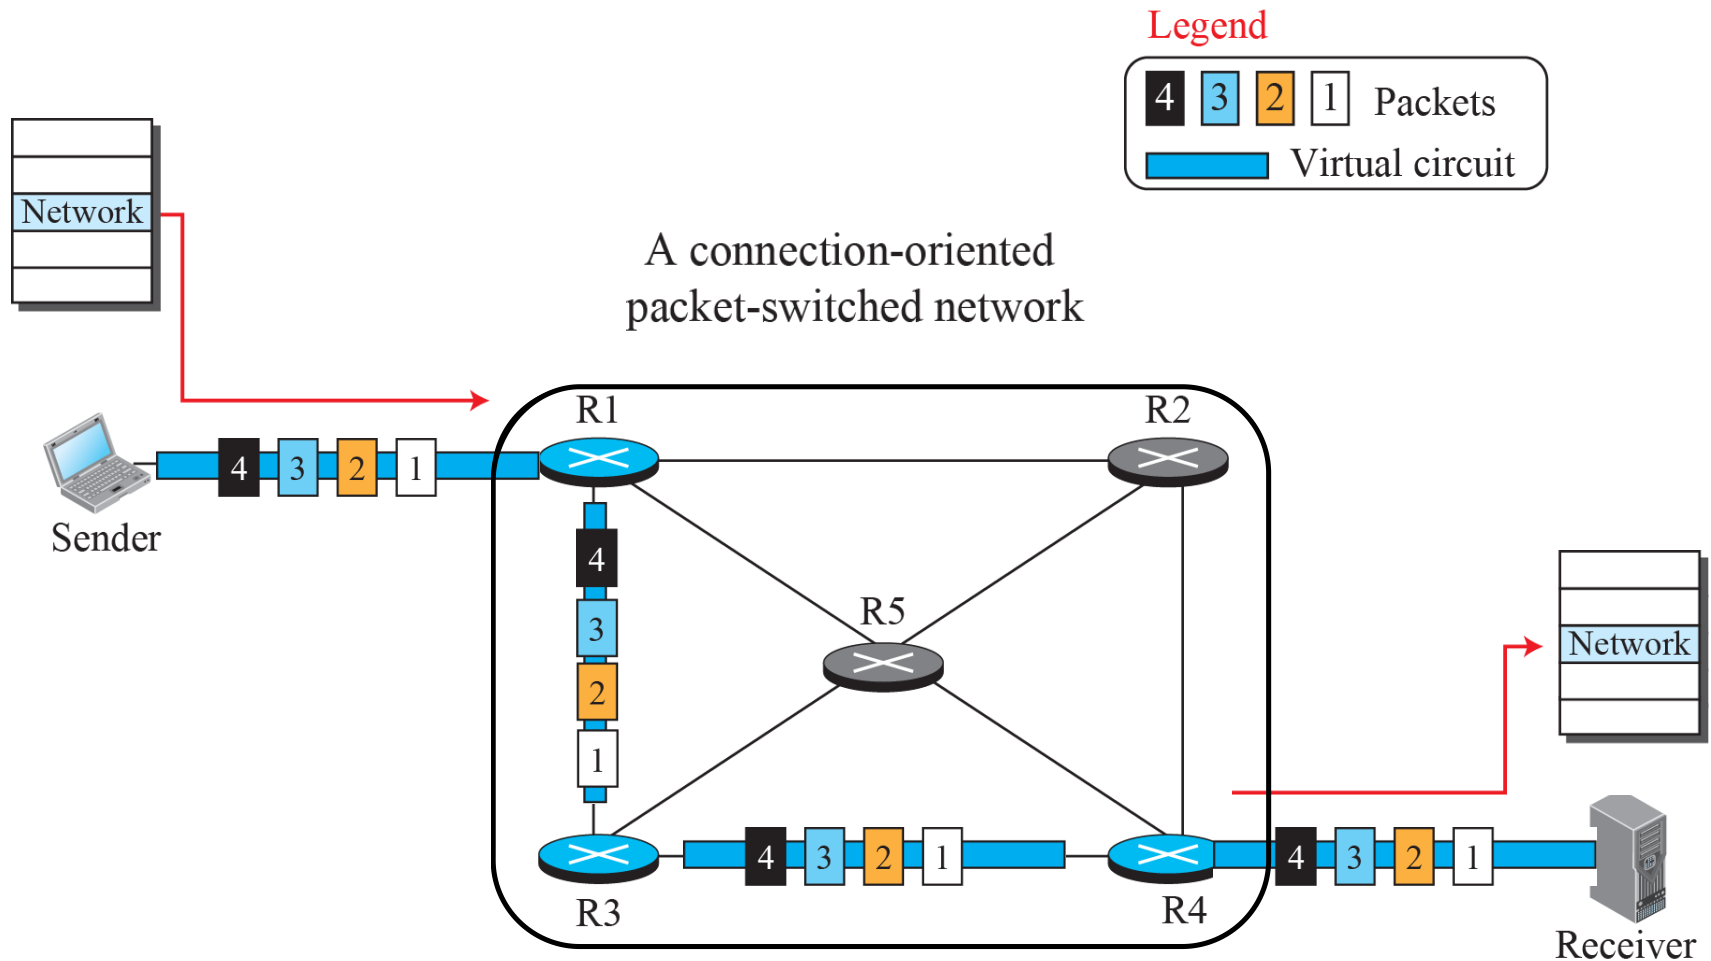 Legend
4 3 2 1 Packets
Virtual circuit
Network
A connection-oriented
packet-switched network
R1
R2
4 3 2 1
Sender
4
3
2
1
R5
Network
R3
4 3 2 1
R4
4 3 2 1
Receiver